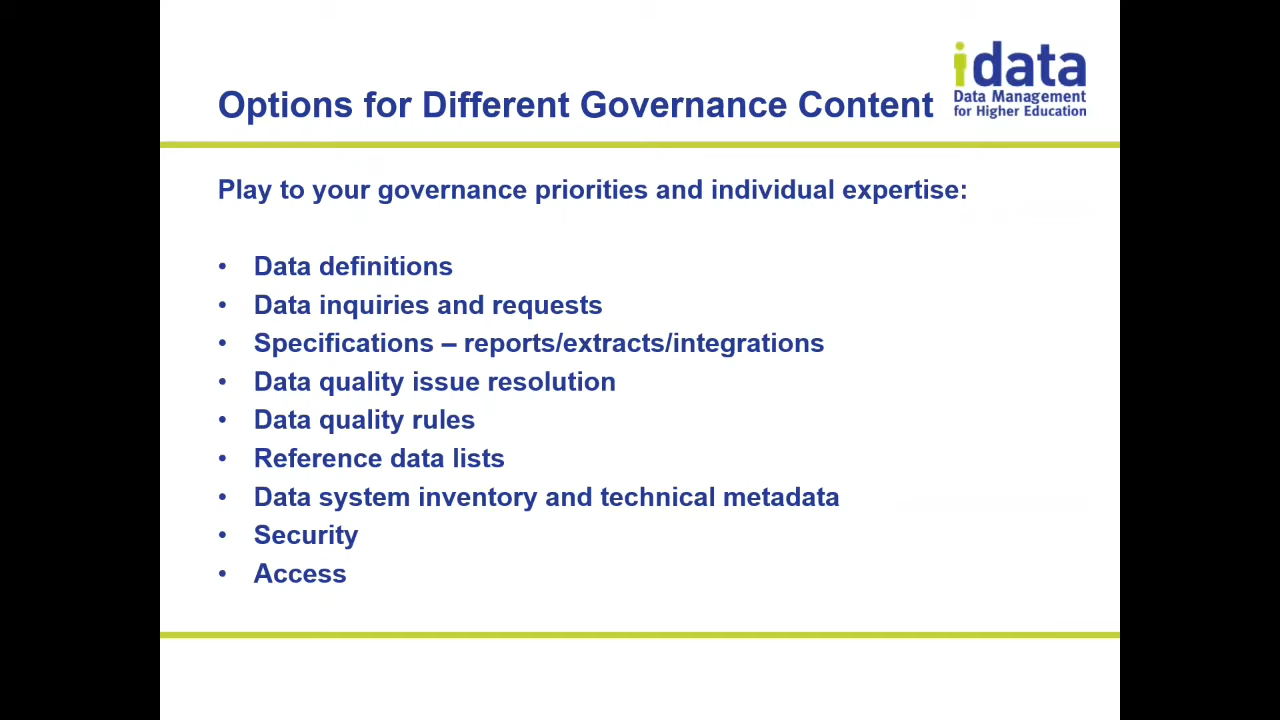 idata
Data Management
for Higher Education
Options for Different Governance Content
Play to your governance priorities and individual expertise:
• Data definitions
• Data inquiries and requests
• Specifications – reports/extracts/integrations
• Data quality issue resolution
• Data quality rules
• Reference data lists
• Data system inventory and technical metadata
• Security
• Access